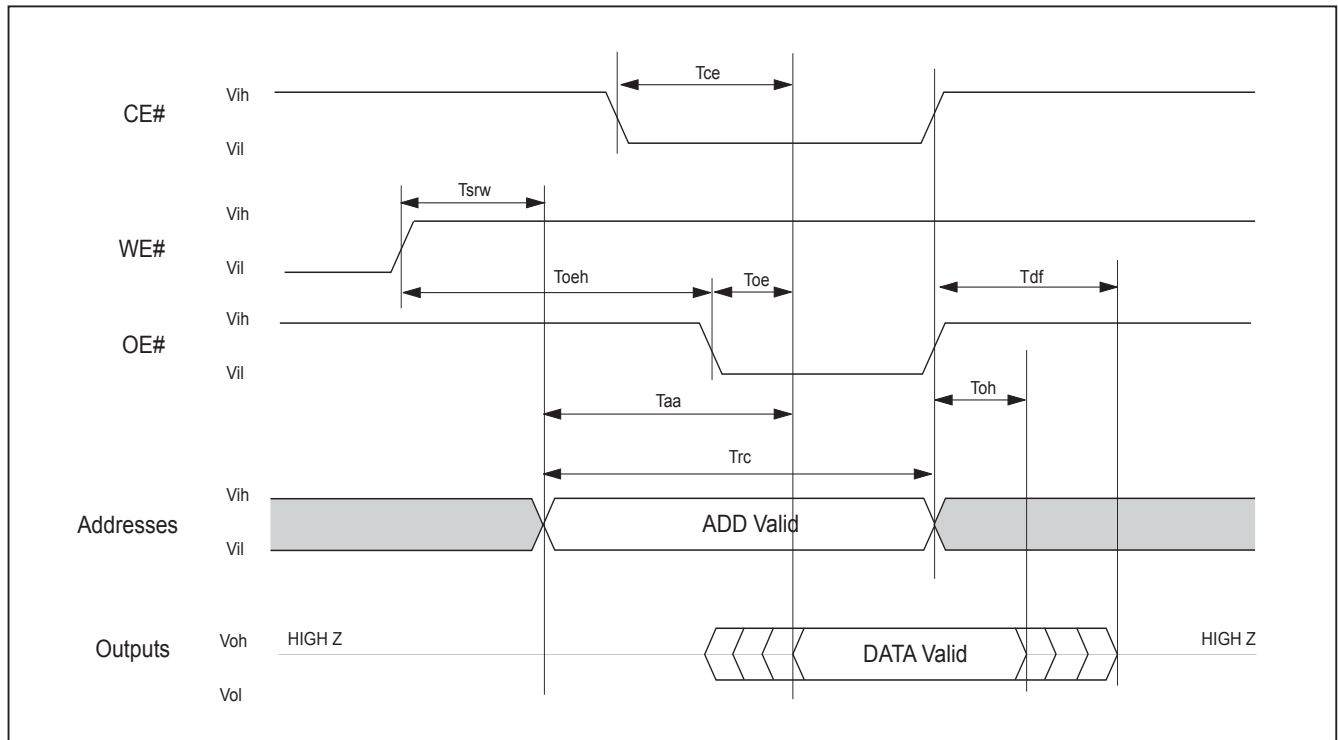 Tce
Vih
CE#
Vil
Tsrw
Vih
WE#
Vil
Toeh
Toe
Tdf
Vih
OE#
Vil
Toh
Taa
Trc
Vih
Addresses
ADD Valid
Vil
Outputs
Voh
HIGH Z
DATA Valid
HIGH Z
Vol